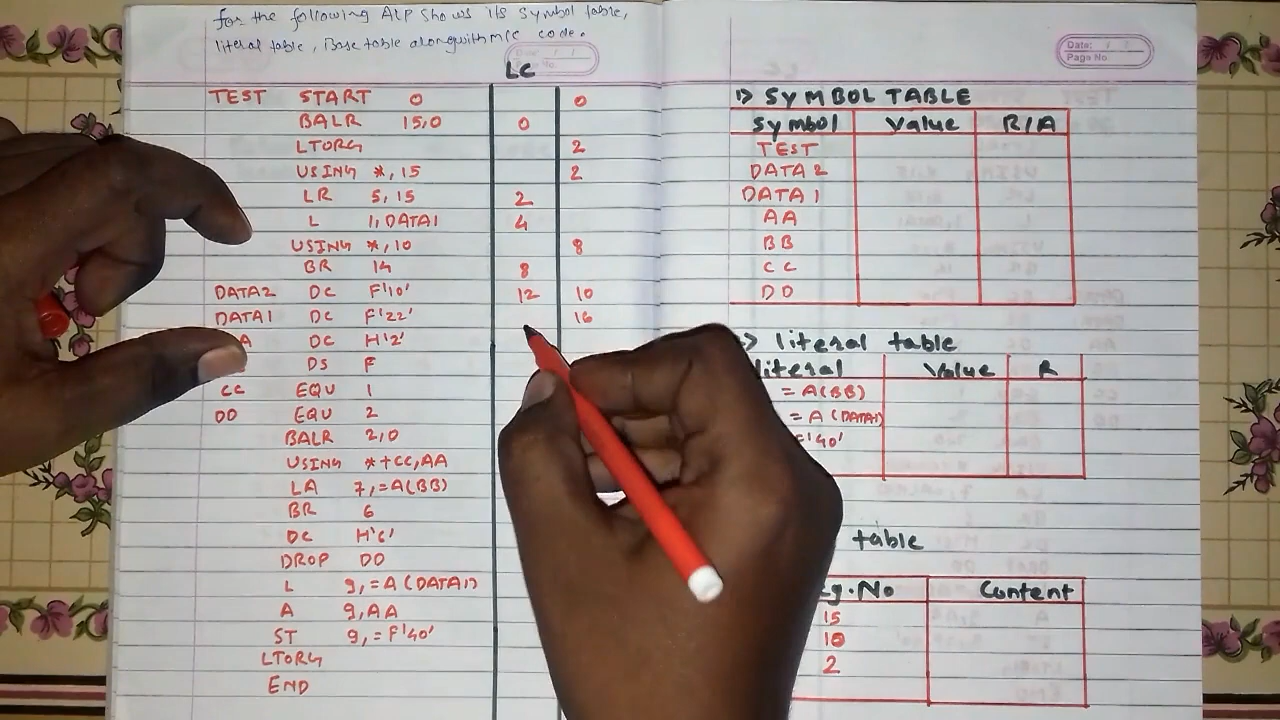 for the following ALP shows its symbol table,
literal table, Base table alongwith M/C code.
LC
TEST START 0 0
BALR 15,0 0
LTORG 2
USING *,15 2
LR 5,15 2
L 1,DATA1 4
USING *,10 8
BR 14 8
DATA2 DC F'10' 12 10
DATA1 DC F'22' 16
A DC H'2'
DS F
CC EQU 1
DD EQU 2
BALR 2,0
USING *+CC,AA
LA 7,=A(BB)
BR 6
DC H'6'
DROP DD
L 9,=A(DATA1)
A 9,AA
ST 9,=F'40'
LTORG
END
Date: / /
Page No.
1> SYMBOL TABLE
Symbol Value R/A
TEST
DATA2
DATA1
AA
BB
CC
DD
> literal table
literal Value R
= A(BB)
= A(DATA1)
F'40'
table
g.No Content
15
10
2